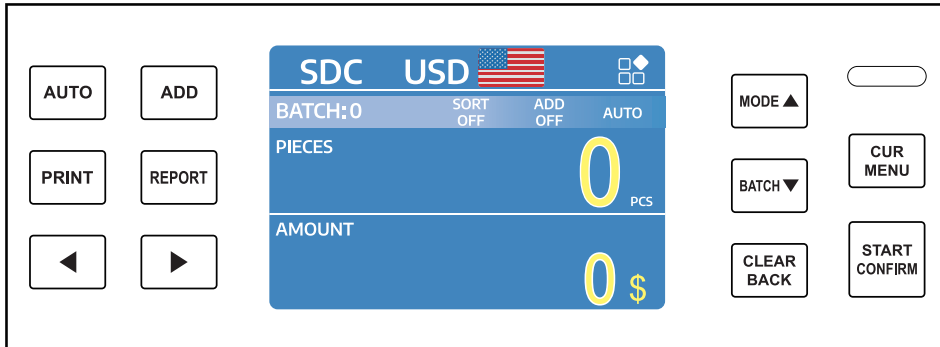 AUTO ADD
PRINT REPORT
◀ ▶
SDC USD
BATCH:0 SORT OFF ADD OFF AUTO
PIECES
0 PCS
AMOUNT
0 $
MODE ▲
BATCH ▼
CLEAR
BACK
CUR
MENU
START
CONFIRM